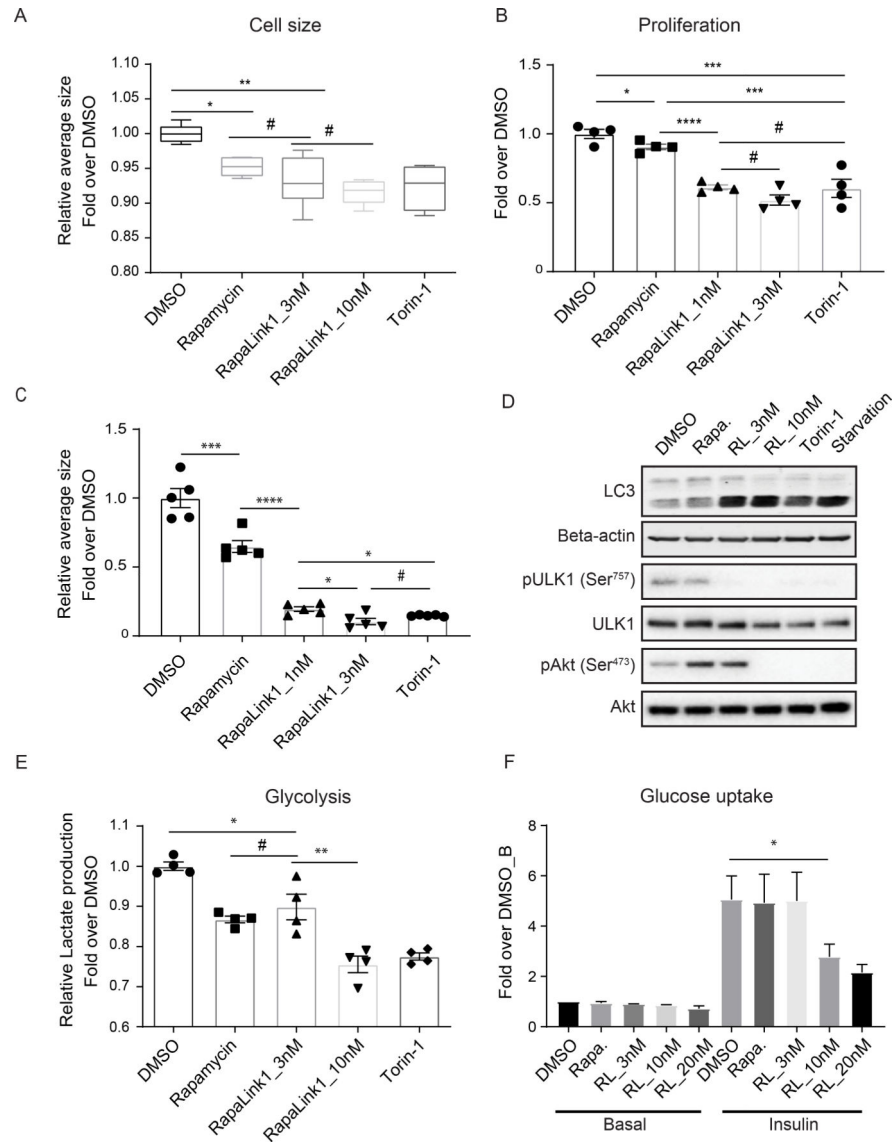 A
Cell size
Relative average size
Fold over DMSO
1.10
1.05
1.00
0.95
0.90
0.85
0.80
**
*
#
#
DMSO
Rapamycin
RapaLink1_3nM
RapaLink1_10nM
Torin-1
B
Proliferation
Fold over DMSO
1.5
1.0
0.5
0
***
*
***
****
#
#
DMSO
Rapamycin
RapaLink1_1nM
RapaLink1_3nM
Torin-1
C
Relative average size
Fold over DMSO
1.5
1.0
0.5
0
***
****
*
*
#
DMSO
Rapamycin
RapaLink1_1nM
RapaLink1_3nM
Torin-1
D
DMSO
Rapa.
RL_3nM
RL_10nM
Torin-1
Starvation
LC3
Beta-actin
pULK1 (Ser757)
ULK1
pAkt (Ser473)
Akt
E
Glycolysis
Relative Lactate production
Fold over DMSO
1.1
1.0
0.9
0.8
0.7
0.6
*
#
**
DMSO
Rapamycin
RapaLink1_3nM
RapaLink1_10nM
Torin-1
F
Glucose uptake
Fold over DMSO_B
8
6
4
2
0
*
DMSO
Rapa.
RL_3nM
RL_10nM
RL_20nM
DMSO
Rapa.
RL_3nM
RL_10nM
RL_20nM
Basal
Insulin